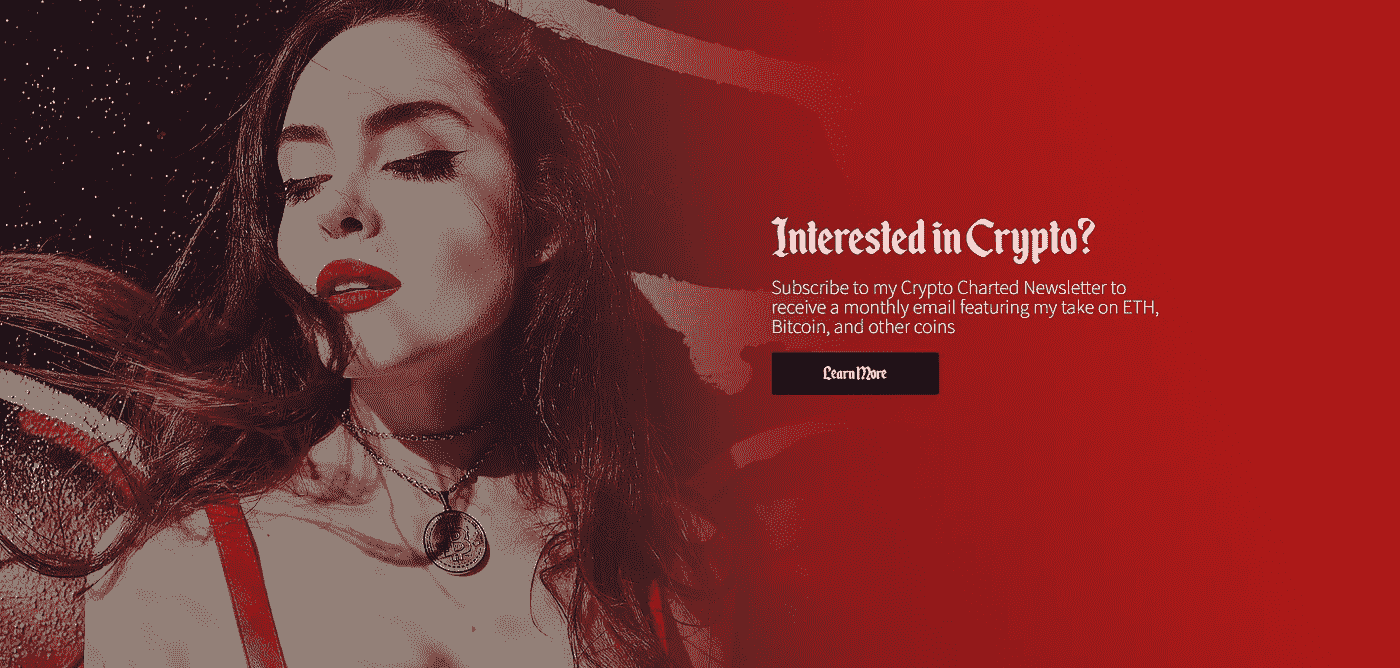 Interested in Crypto?
Subscribe to my Crypto Charted Newsletter to
receive a monthly email featuring my take on ETH,
Bitcoin, and other coins
Learn More